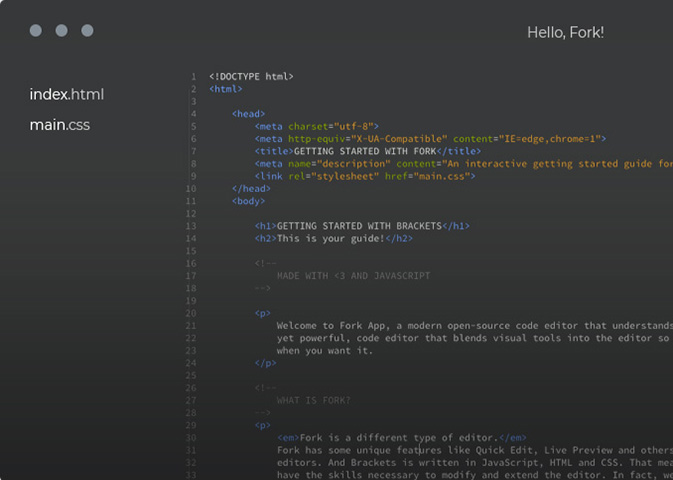 Hello, Fork!
index.html
main.css
1 <!DOCTYPE html>
2 <html>
3
4 <head>
5 <meta charset="utf-8">
6 <meta http-equiv="X-UA-Compatible" content="IE=edge,chrome=1">
7 <title>GETTING STARTED WITH FORK</title>
8 <meta name="description" content="An interactive getting started guide for
9 <link rel="stylesheet" href="main.css">
10 </head>
11 <body>
12
13 <h1>GETTING STARTED WITH BRACKETS</h1>
14 <h2>This is your guide!</h2>
15
16 <!--
17 MADE WITH <3 AND JAVASCRIPT
18 -->
19
20 <p>
21 Welcome to Fork App, a modern open-source code editor that understands
22 yet powerful, code editor that blends visual tools into the editor so
23 when you want it.
24 </p>
25
26 <!--
27 WHAT IS FORK?
28 -->
29 <p>
30 <em>Fork is a different type of editor.</em>
31 Fork has some unique features like Quick Edit, Live Preview and others
32 editors. And Brackets is written in JavaScript, HTML and CSS. That mea
33 have the skills necessary to modify and extend the editor. In fact, we